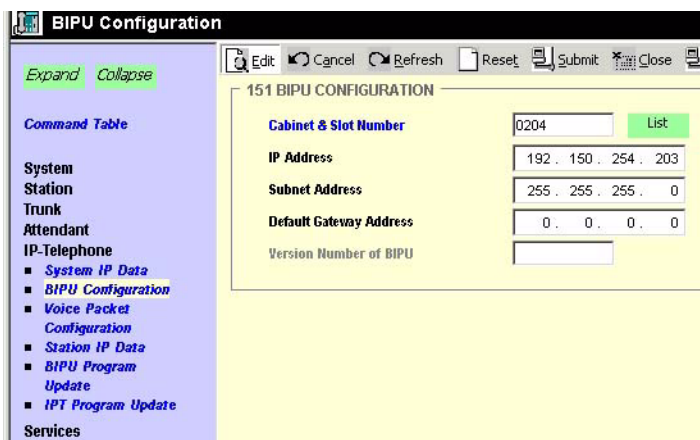 BIPU Configuration
Expand Collapse
Edit Cancel Refresh Reset Submit Close
Command Table
System
Station
Trunk
Attendant
IP-Telephone
System IP Data
BIPU Configuration
Voice Packet
Configuration
Station IP Data
BIPU Program
Update
IPT Program Update
Services
151 BIPU CONFIGURATION
Cabinet & Slot Number 0204 List
IP Address 192 . 150 . 254 . 203
Subnet Address 255 . 255 . 255 . 0
Default Gateway Address 0 . 0 . 0 . 0
Version Number of BIPU